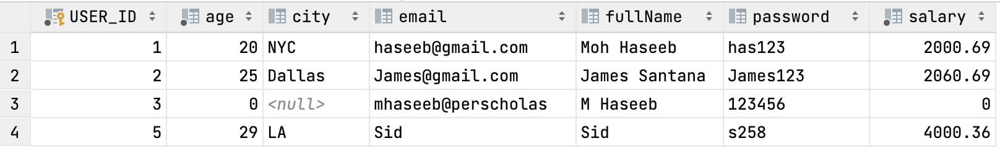 USER_ID age city email fullName password salary
1 1 20 NYC haseeb@gmail.com Moh Haseeb has123 2000.69
2 2 25 Dallas James@gmail.com James Santana James123 2060.69
3 3 0 <null> mhaseeb@perscholas M Haseeb 123456 0
4 5 29 LA Sid Sid s258 4000.36